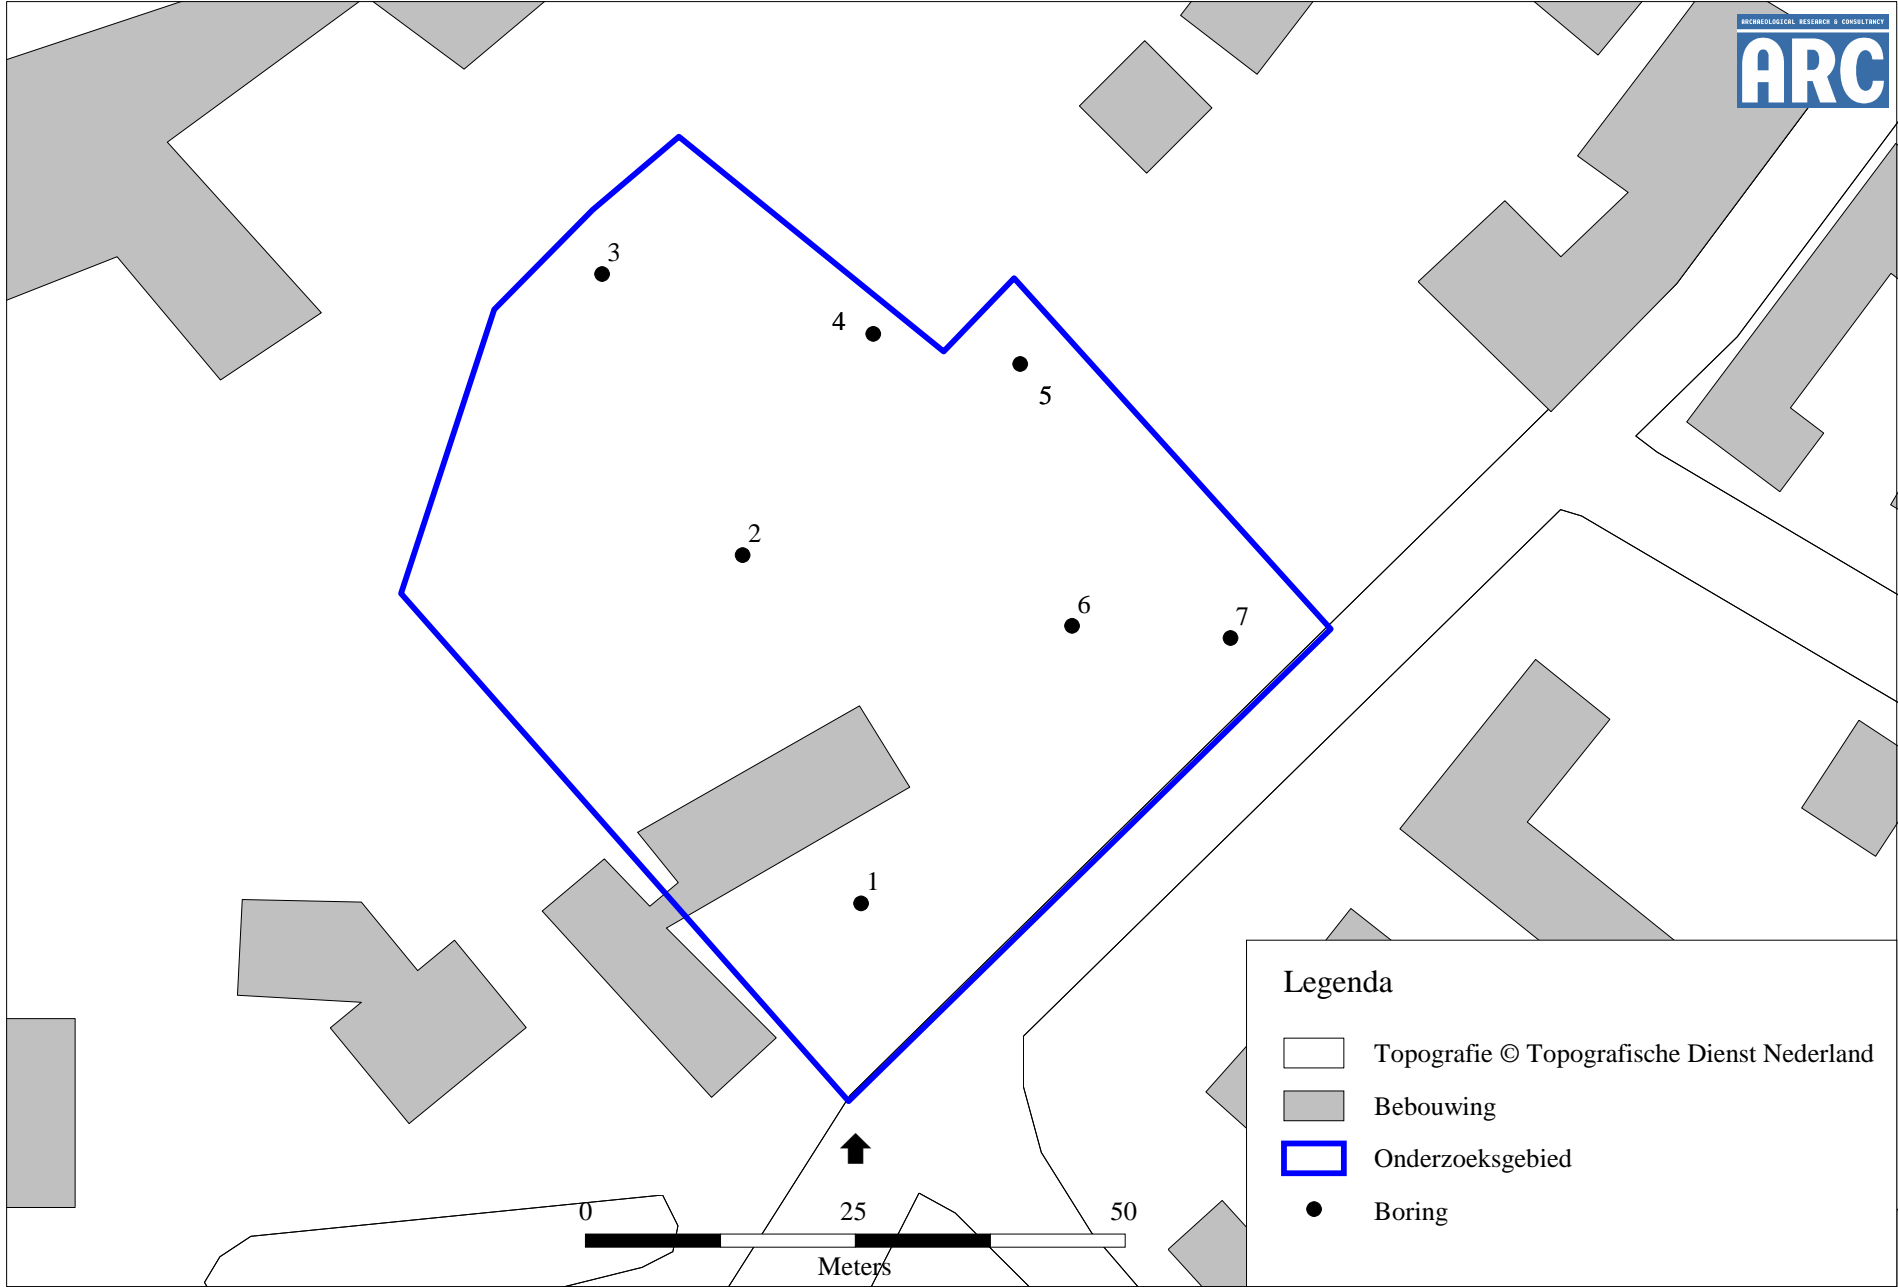 ARCHAEOLOGICAL RESEARCH & CONSULTANCY
ARC
3
4
5
2
6
7
1
Legenda
Topografie © Topografische Dienst Nederland
Bebouwing
Onderzoeksgebied
Boring
0 25 50
Meters